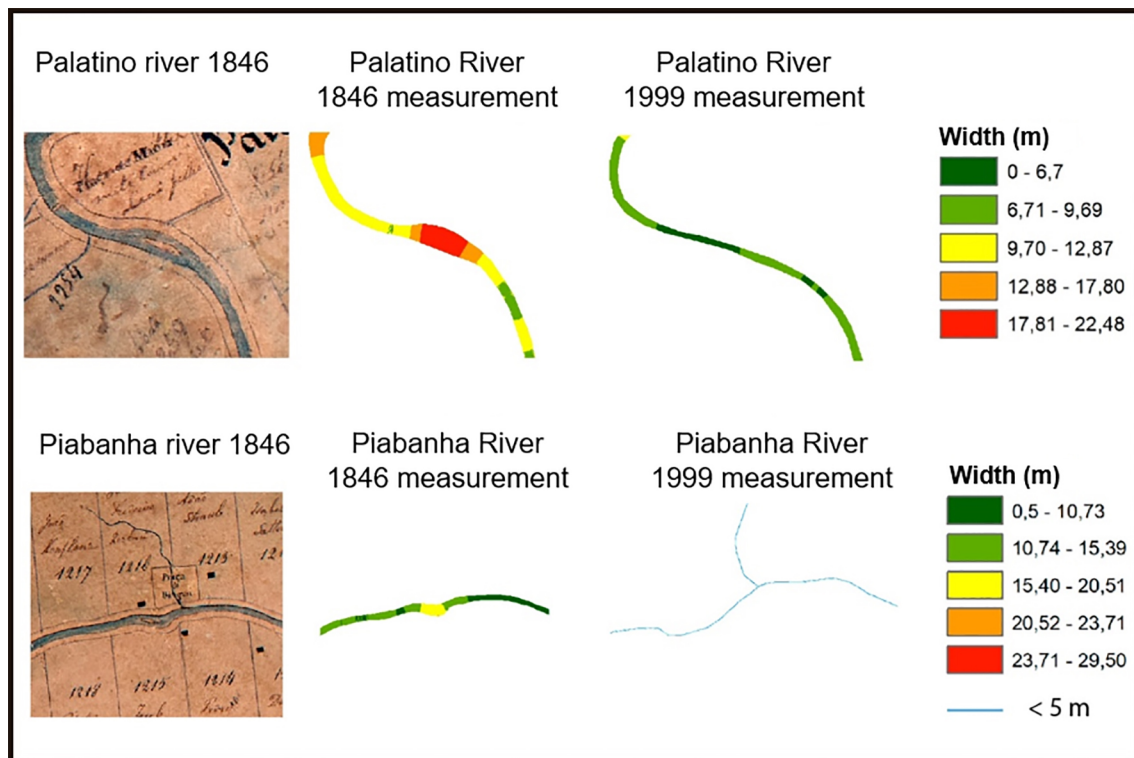 Palatino river 1846
Palatino River
1846 measurement
Palatino River
1999 measurement
Width (m)
0 - 6,7
6,71 - 9,69
9,70 - 12,87
12,88 - 17,80
17,81 - 22,48
2254
Piabanha river 1846
Piabanha River
1846 measurement
Piabanha River
1999 measurement
Width (m)
0,5 - 10,73
10,74 - 15,39
15,40 - 20,51
20,52 - 23,71
23,71 - 29,50
< 5 m
1217 1216 1213
1218 1215 1214